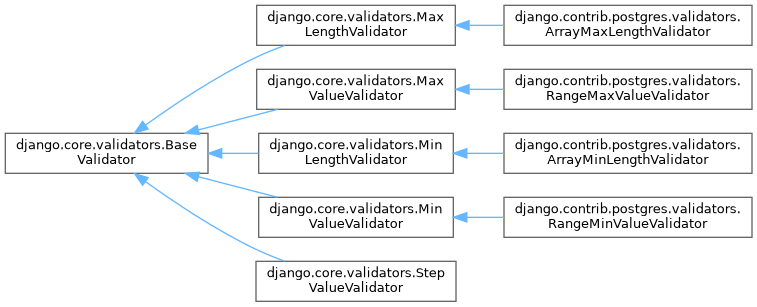 django.core.validators.Max
LengthValidator
django.contrib.postgres.validators.
ArrayMaxLengthValidator
django.core.validators.Max
ValueValidator
django.contrib.postgres.validators.
RangeMaxValueValidator
django.core.validators.Base
Validator
django.core.validators.Min
LengthValidator
django.contrib.postgres.validators.
ArrayMinLengthValidator
django.core.validators.Min
ValueValidator
django.contrib.postgres.validators.
RangeMinValueValidator
django.core.validators.Step
ValueValidator